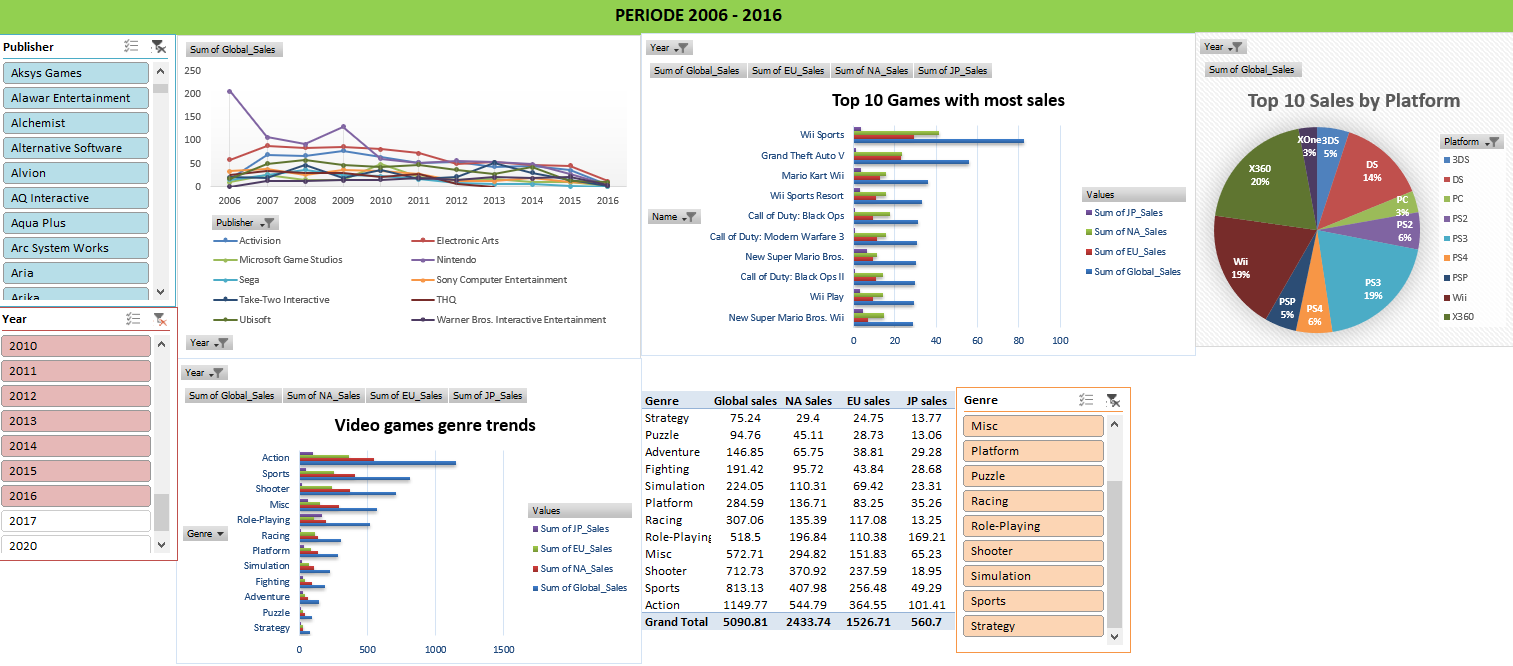 PERIODE 2006 - 2016
Publisher
Aksys Games
Alawar Entertainment
Alchemist
Alternative Software
Alvion
AQ Interactive
Aqua Plus
Arc System Works
Aria
Arika
Year
2010
2011
2012
2013
2014
2015
2016
2017
2020
Sum of Global_Sales
250
200
150
100
50
0
2006 2007 2008 2009 2010 2011 2012 2013 2014 2015 2016
Publisher
Activision Electronic Arts
Microsoft Game Studios Nintendo
Sega Sony Computer Entertainment
Take-Two Interactive THQ
Ubisoft Warner Bros. Interactive Entertainment
Year
Year
Sum of Global_Sales Sum of EU_Sales Sum of NA_Sales Sum of JP_Sales
Top 10 Games with most sales
Name
Wii Sports
Grand Theft Auto V
Mario Kart Wii
Wii Sports Resort
Call of Duty: Black Ops
Call of Duty: Modern Warfare 3
New Super Mario Bros.
Call of Duty: Black Ops II
Wii Play
New Super Mario Bros. Wii
0 20 40 60 80 100
Values
Sum of JP_Sales
Sum of NA_Sales
Sum of EU_Sales
Sum of Global_Sales
Year
Sum of Global_Sales
Top 10 Sales by Platform
XOne 3%
3DS 5%
DS 14%
PC 3%
PS2 6%
PS3 19%
PS4 6%
PSP 5%
Wii 19%
X360 20%
Platform
3DS
DS
PC
PS2
PS3
PS4
PSP
Wii
X360
Year
Sum of Global_Sales Sum of NA_Sales Sum of EU_Sales Sum of JP_Sales
Video games genre trends
Genre
Action
Sports
Shooter
Misc
Role-Playing
Racing
Platform
Simulation
Fighting
Adventure
Puzzle
Strategy
0 500 1000 1500
Values
Sum of JP_Sales
Sum of EU_Sales
Sum of NA_Sales
Sum of Global_Sales
Genre Global sales NA Sales EU sales JP sales
Strategy 75.24 29.4 24.75 13.77
Puzzle 94.76 45.11 28.73 13.06
Adventure 146.85 65.75 38.81 29.28
Fighting 191.42 95.72 43.84 28.68
Simulation 224.05 110.31 69.42 23.31
Platform 284.59 136.71 83.25 35.26
Racing 307.06 135.39 117.08 13.25
Role-Playing 518.5 196.84 110.38 169.21
Misc 572.71 294.82 151.83 65.23
Shooter 712.73 370.92 237.59 18.95
Sports 813.13 407.98 256.48 49.29
Action 1149.77 544.79 364.55 101.41
Grand Total 5090.81 2433.74 1526.71 560.7
Genre
Misc
Platform
Puzzle
Racing
Role-Playing
Shooter
Simulation
Sports
Strategy